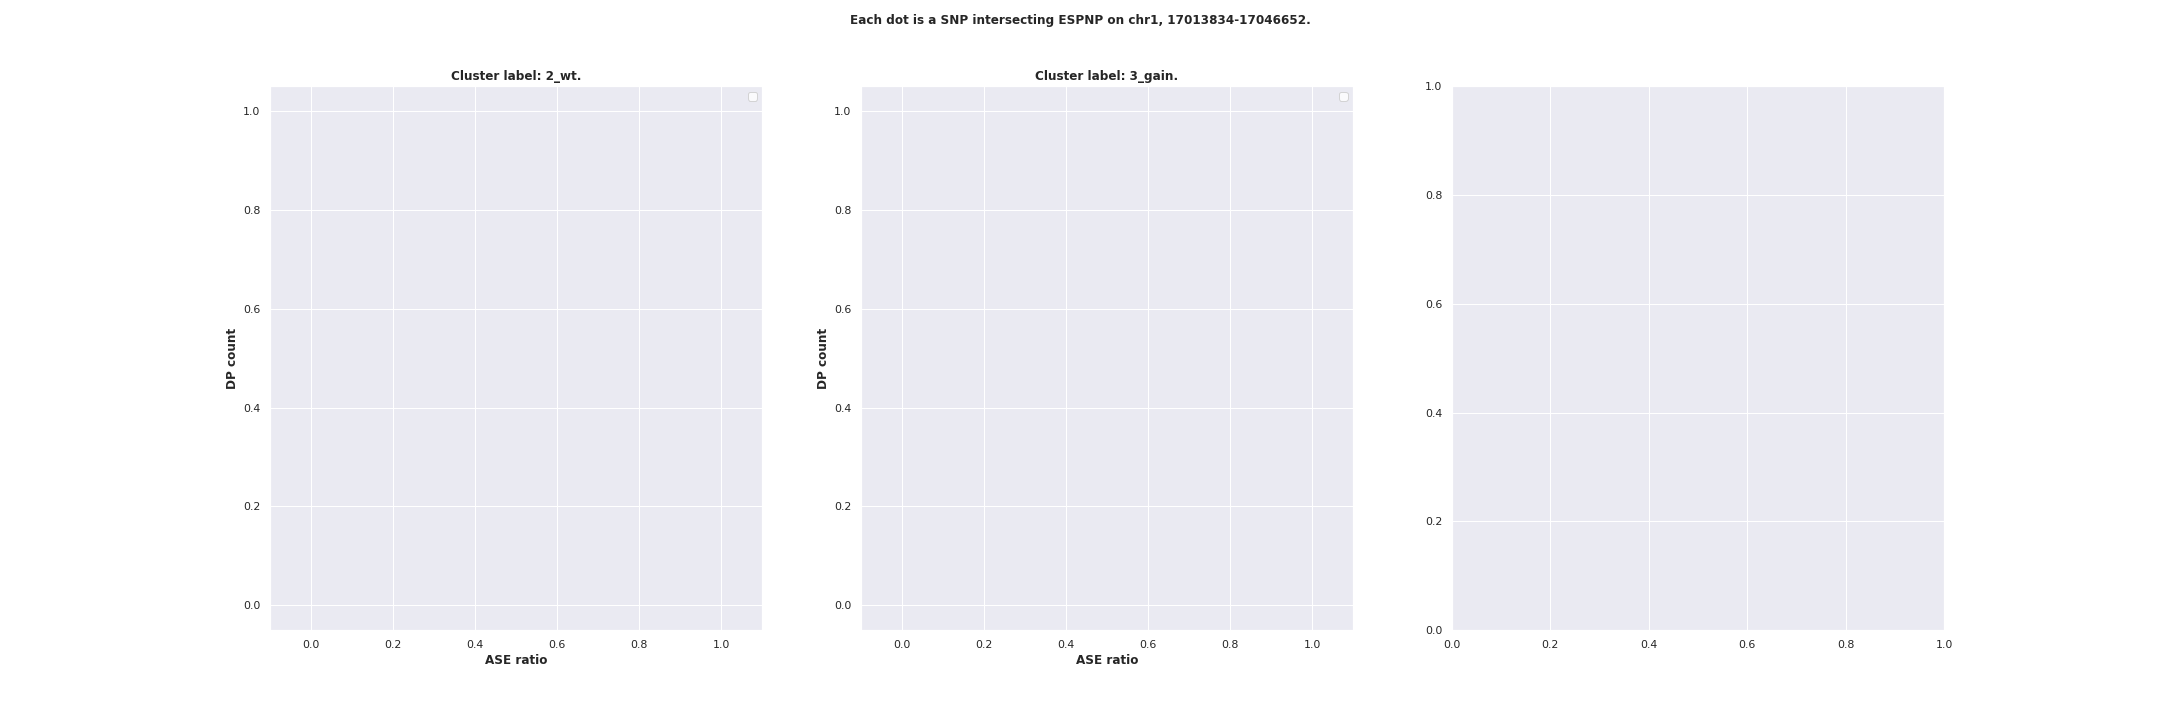 Each dot is a SNP intersecting ESPNP on chr1, 17013834-17046652.
Cluster label: 2_wt.
1.0
0.8
0.6
0.4
0.2
0.0
DP count
0.0 0.2 0.4 0.6 0.8 1.0
ASE ratio
Cluster label: 3_gain.
1.0
0.8
0.6
0.4
0.2
0.0
DP count
0.0 0.2 0.4 0.6 0.8 1.0
ASE ratio
1.0
0.8
0.6
0.4
0.2
0.0
0.0 0.2 0.4 0.6 0.8 1.0